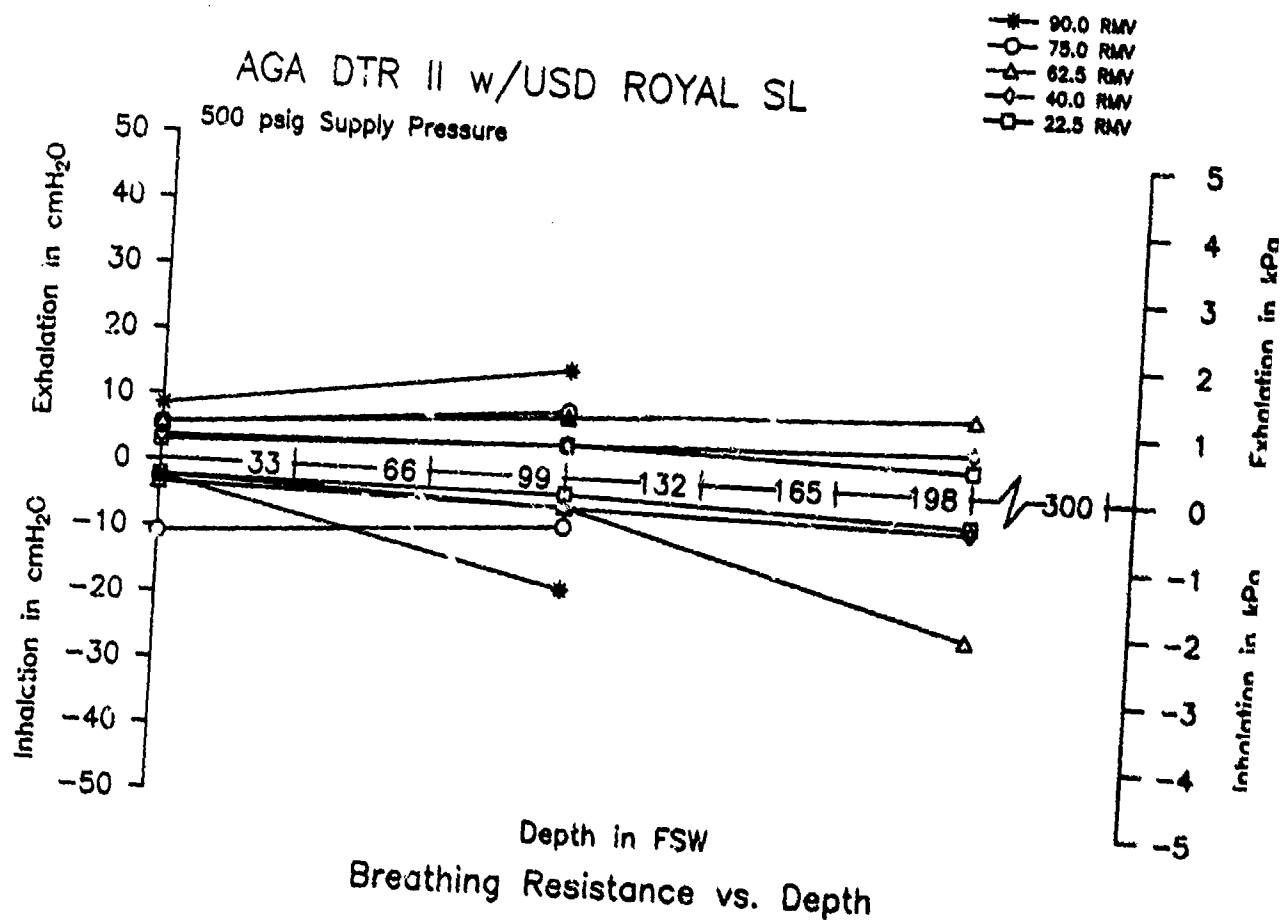 90.0 RMV
75.0 RMV
62.5 RMV
40.0 RMV
22.5 RMV
AGA DTR II w/USD ROYAL SL
500 psig Supply Pressure
Exhalation in cmH₂O
Inhalation in cmH₂O
50
40
30
20
10
0
-10
-20
-30
-40
-50
33
66
99
132
165
198
300
5
4
3
2
1
0
-1
-2
-3
-4
-5
Exhalation in kPa
Inhalation in kPa
Depth in FSW
Breathing Resistance vs. Depth